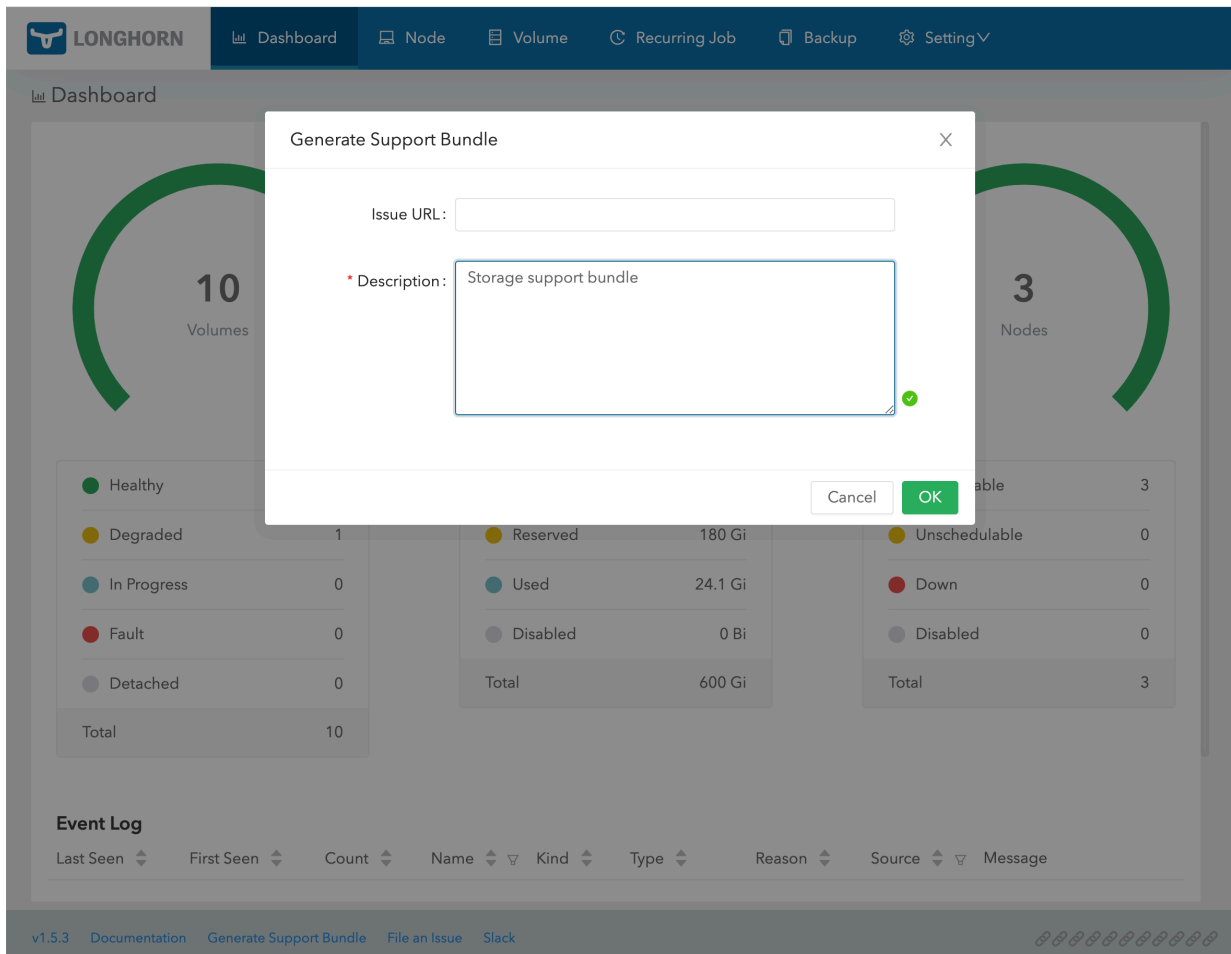 LONGHORN Dashboard Node Volume Recurring Job Backup Setting
Dashboard
Generate Support Bundle
Issue URL:
* Description: Storage support bundle
10
Volumes
3
Nodes
Cancel OK
Healthy
3
Degraded 1
Reserved 180 Gi
Unschedulable 0
In Progress 0
Used 24.1 Gi
Down 0
Fault 0
Disabled 0 Bi
Disabled 0
Detached 0
Total 600 Gi
Total 3
Total 10
Event Log
Last Seen First Seen Count Name Kind Type Reason Source Message
v1.5.3 Documentation Generate Support Bundle File an Issue Slack